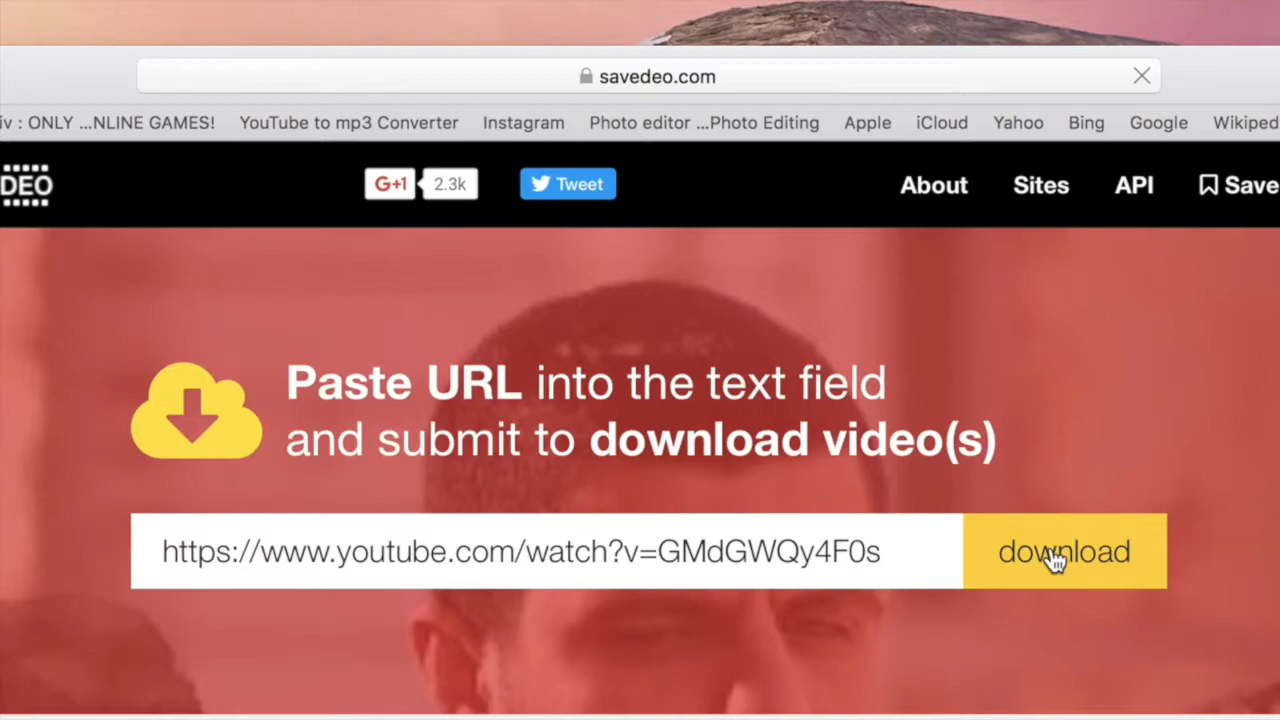 savedeo.com
iv : ONLY ...NLINE GAMES! YouTube to mp3 Converter Instagram Photo editor ...Photo Editing Apple iCloud Yahoo Bing Google Wikiped
DEO G+1 2.3k Tweet About Sites API Save
Paste URL into the text field
and submit to download video(s)
https://www.youtube.com/watch?v=GMdGWQy4F0s download